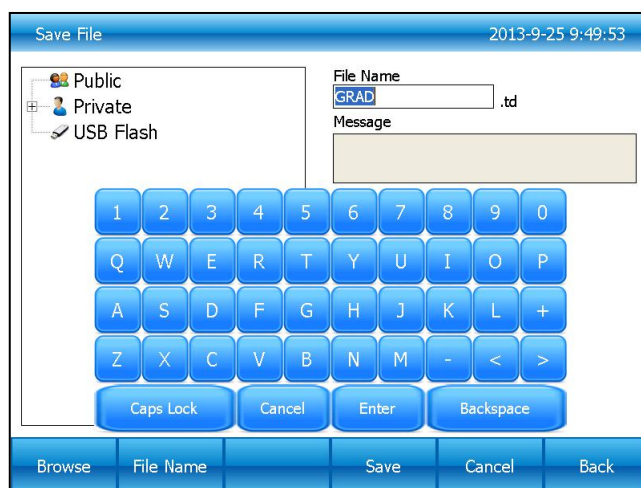 Save File 2013-9-25 9:49:53
Public
Private
USB Flash
File Name
GRAD .td
Message
1 2 3 4 5 6 7 8 9 0
Q W E R T Y U I O P
A S D F G H J K L +
Z X C V B N M - < >
Caps Lock Cancel Enter Backspace
Browse File Name Save Cancel Back